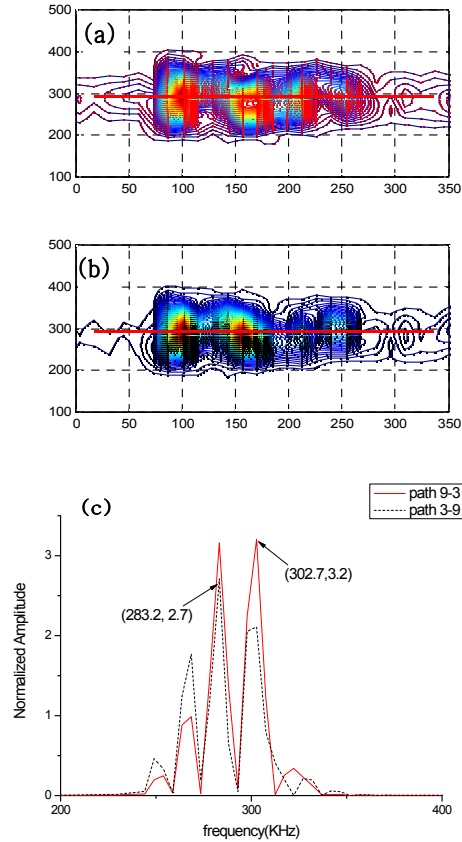 (a)
500
400
300
200
100
0 50 100 150 200 250 300 350
(b)
500
400
300
200
100
0 50 100 150 200 250 300 350
(c)
path 9-3
path 3-9
(302.7,3.2)
(283.2, 2.7)
Normalized Amplitude
3
2
1
0
200 300 400
frequency(KHz)